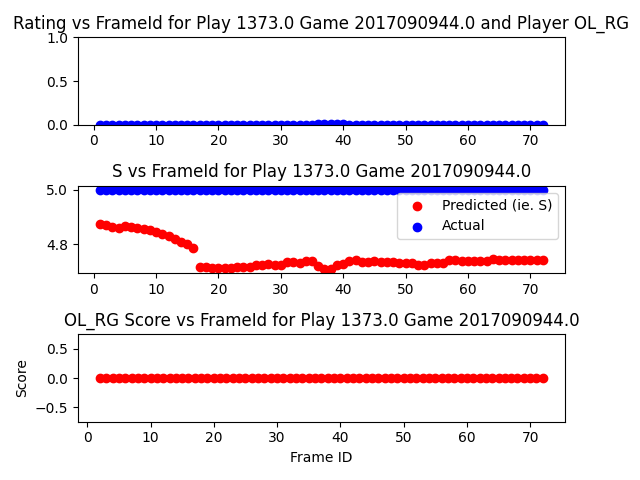 Rating vs FrameId for Play 1373.0 Game 2017090944.0 and Player OL_RG
1.0
0.5
0.0
0 10 20 30 40 50 60 70
S vs FrameId for Play 1373.0 Game 2017090944.0
5.0
4.8
Predicted (ie. S)
Actual
0 10 20 30 40 50 60 70
OL_RG Score vs FrameId for Play 1373.0 Game 2017090944.0
Score
0.5
0.0
−0.5
0 10 20 30 40 50 60 70
Frame ID